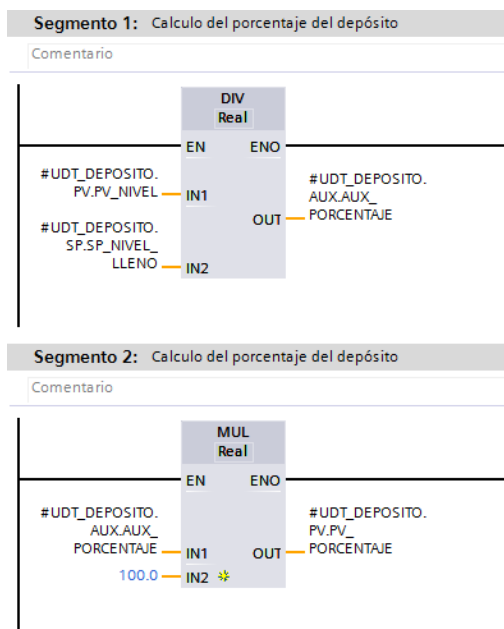 Segmento 1: Calculo del porcentaje del depósito
Comentario
DIV
Real
EN ENO
#UDT_DEPOSITO.
PV.PV_NIVEL IN1
#UDT_DEPOSITO.
AUX.AUX_
OUT PORCENTAJE
#UDT_DEPOSITO.
SP.SP_NIVEL_
LLENO IN2
Segmento 2: Calculo del porcentaje del depósito
Comentario
MUL
Real
EN ENO
#UDT_DEPOSITO.
AUX.AUX_
PORCENTAJE IN1
#UDT_DEPOSITO.
PV.PV_
OUT PORCENTAJE
100.0 IN2